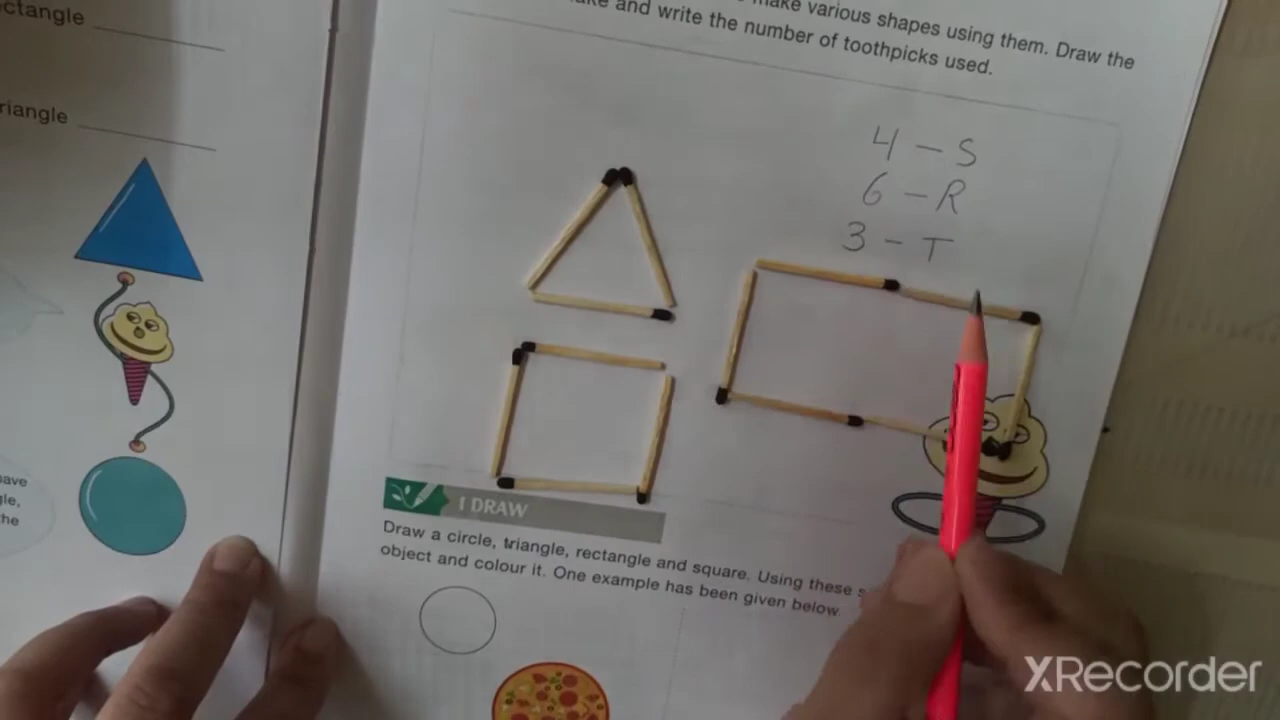 ctangle
riangle
ave
gle,
the
make various shapes using them. Draw the
and write the number of toothpicks used.
4 - S
6 - R
3 - T
I DRAW
Draw a circle, triangle, rectangle and square. Using these s
object and colour it. One example has been given below.
XRecorder